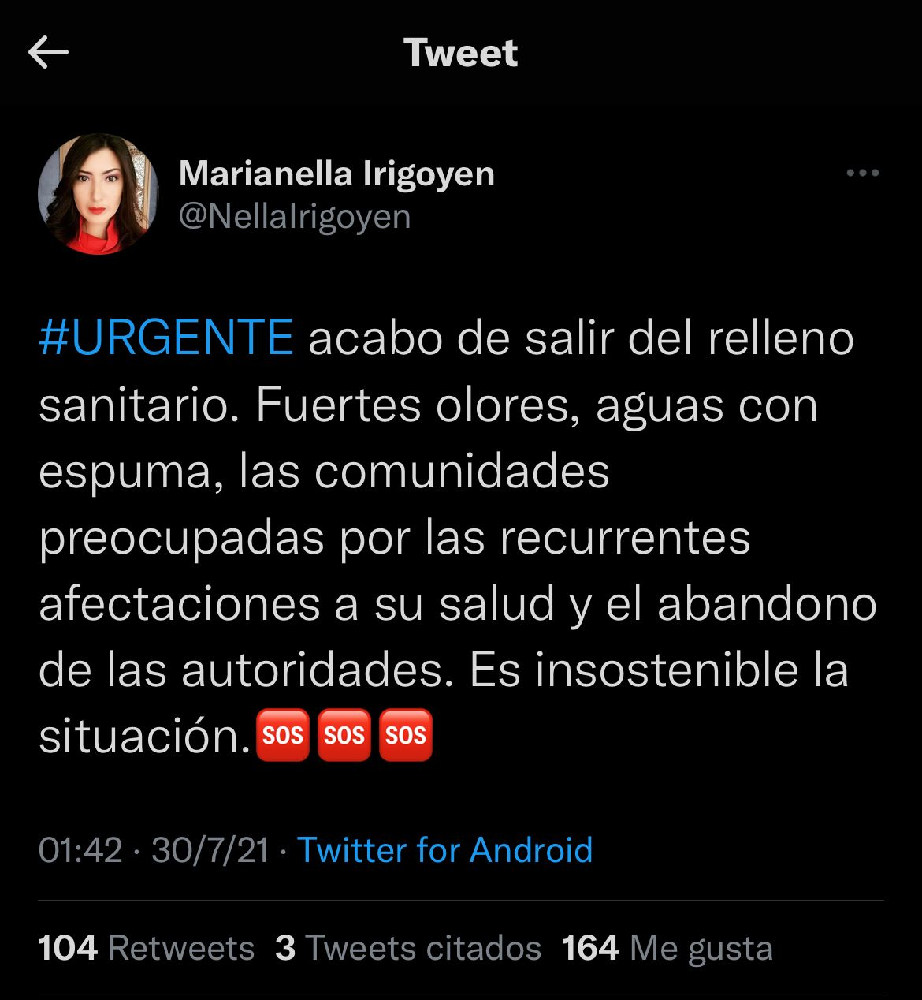 Tweet
Marianella Irigoyen
@NellaIrigoyen
#URGENTE acabo de salir del relleno
sanitario. Fuertes olores, aguas con
espuma, las comunidades
preocupadas por las recurrentes
afectaciones a su salud y el abandono
de las autoridades. Es insostenible la
situación.🆘🆘🆘
01:42 · 30/7/21 · Twitter for Android
104 Retweets 3 Tweets citados 164 Me gusta